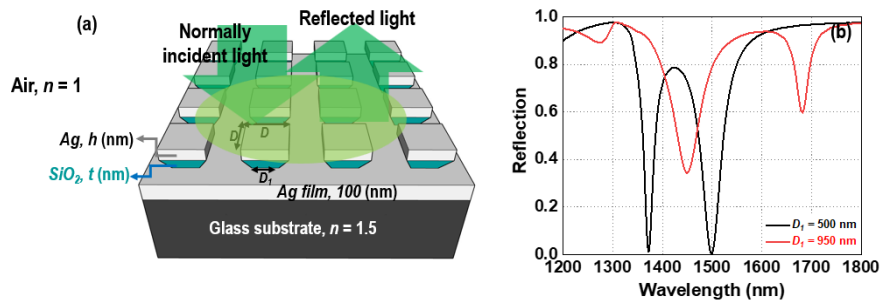 (a)
Normally
incident light
Reflected light
Air, n = 1
D
D
Ag, h (nm)
SiO2, t (nm)
D1
Ag film, 100 (nm)
Glass substrate, n = 1.5
(b)
Reflection
1.0
0.8
0.6
0.4
0.2
0.0
D1 = 500 nm
D1 = 950 nm
1200 1300 1400 1500 1600 1700 1800
Wavelength (nm)